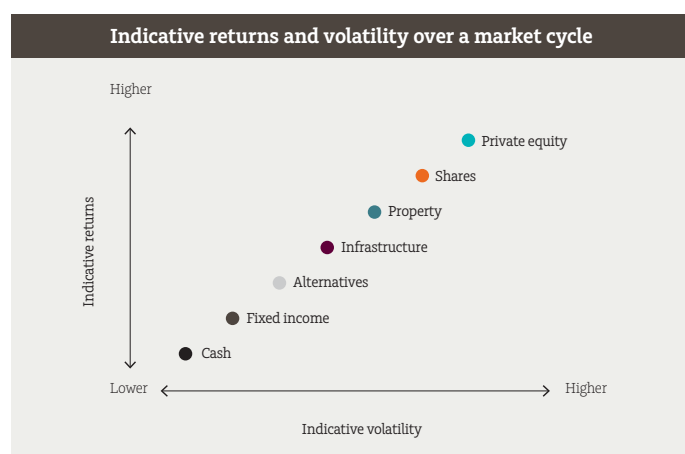 Indicative returns and volatility over a market cycle
Higher
Private equity
Shares
Property
Indicative returns
Infrastructure
Alternatives
Fixed income
Cash
Lower
Higher
Indicative volatility